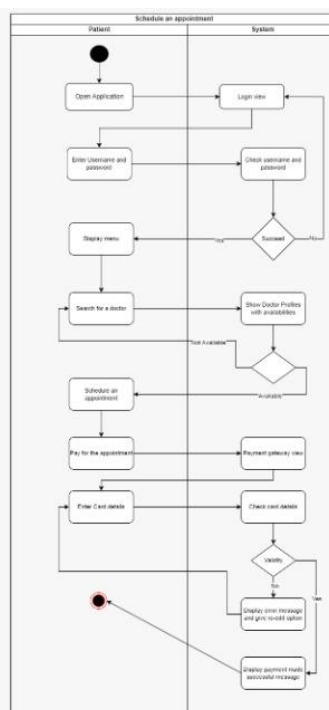 Schedule an appointment
Patient
System
Open Application
Login view
Enter Username and
password
Check username and
password
Display menu
Yes
Succeed
No
Search for a doctor
Show Doctor Profiles
with availabilities
Not Available
Schedule an
appointment
Available
Pay for the appointment
Payment gateway view
Enter Card details
Check card details
Validity
No
Yes
Display error message
and give re-edit option
Display payment made
successful message